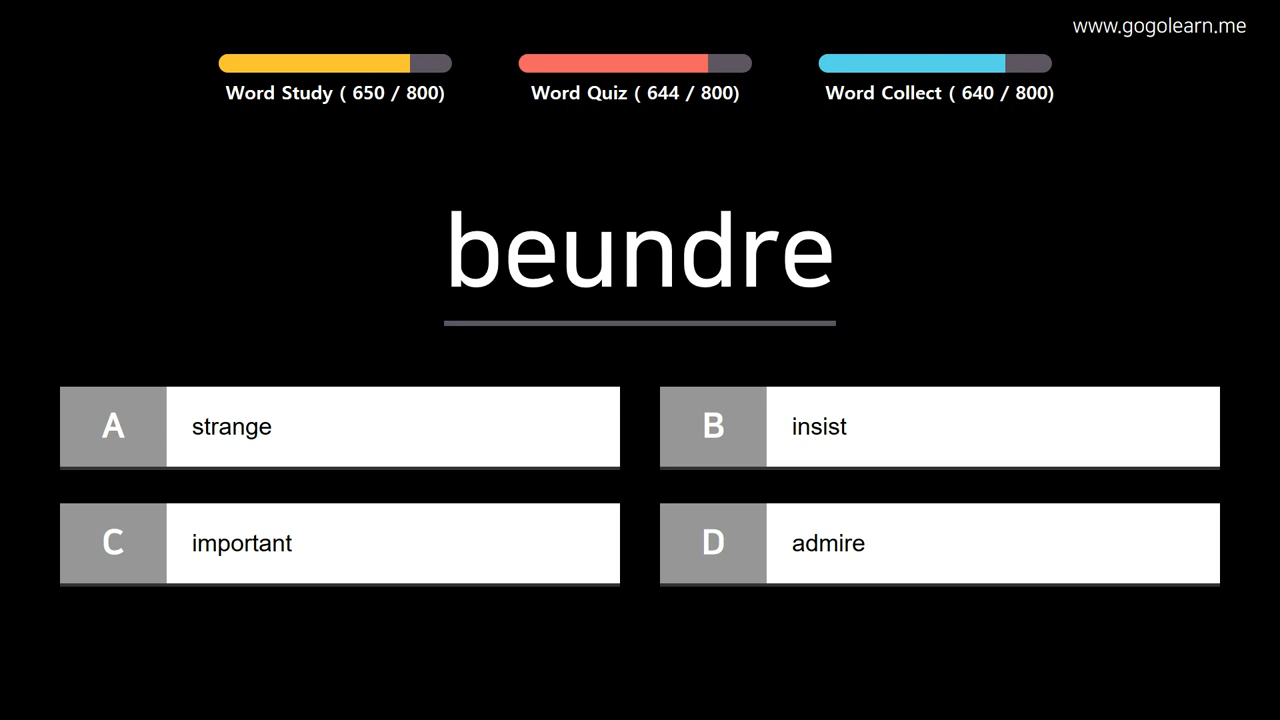 www.gogolearn.me
Word Study ( 650 / 800)
Word Quiz ( 644 / 800)
Word Collect ( 640 / 800)
beundre
A strange
B insist
C important
D admire